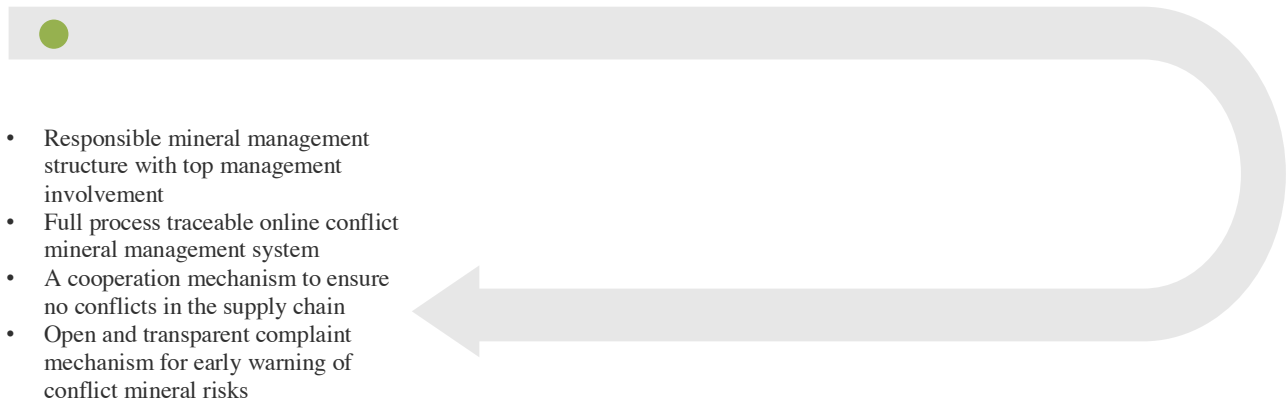 • Responsible mineral management
structure with top management
involvement
• Full process traceable online conflict
mineral management system
• A cooperation mechanism to ensure
no conflicts in the supply chain
• Open and transparent complaint
mechanism for early warning of
conflict mineral risks